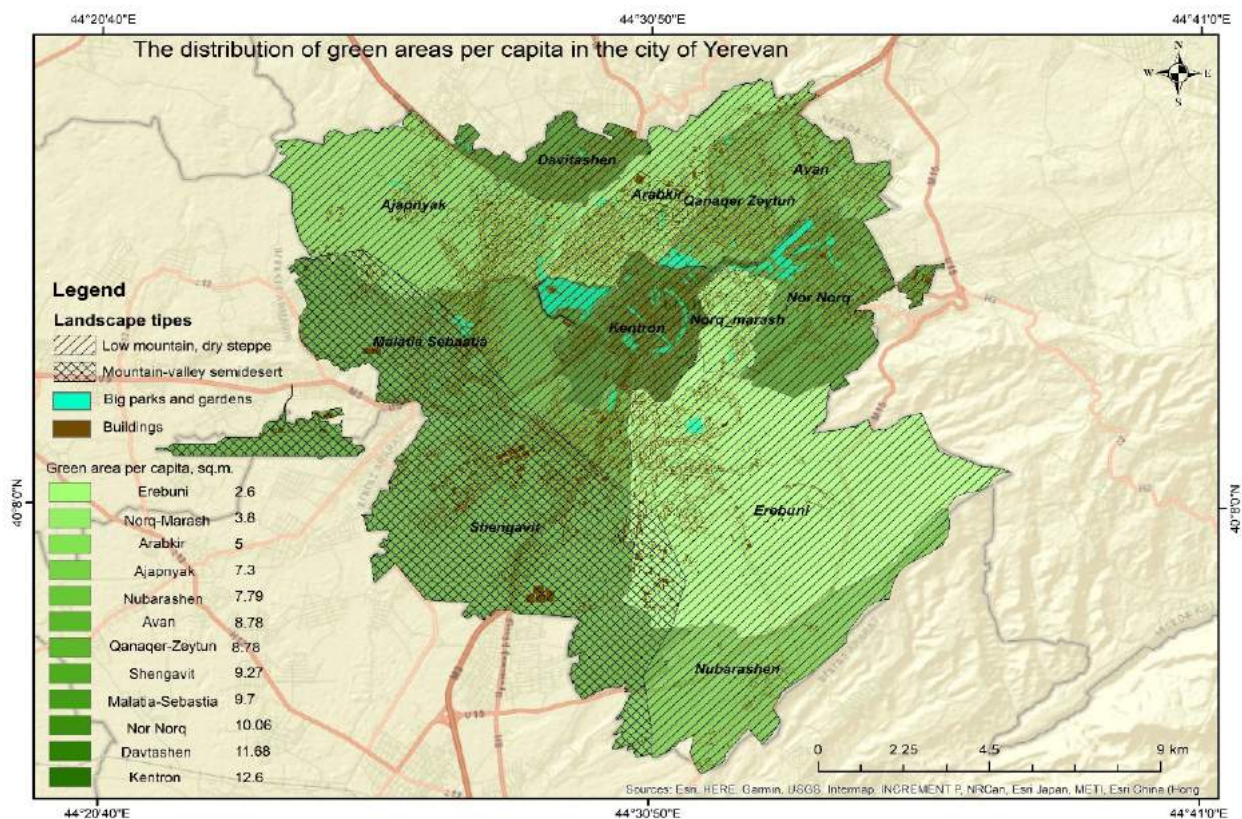 44°20'40"E 44°30'50"E 44°41'0"E
The distribution of green areas per capita in the city of Yerevan
N
W E
S
Davitashen
Avan
Arabkir
Qanaqer Zeytun
Ajapnyak
M15
Legend
Nor Norq
Landscape tipes
Kentron
Norq_marash
Low mountain, dry steppe
Malatia Sebastia
Mountain-valley semidesert
Big parks and gardens
M5
M15
Buildings
Green area per capita, sq.m.
Erebuni 2.6
40°8'0"N 40°8'0"N
Norq-Marash 3.8
Erebuni
Shengavit
Arabkir 5
Ajapnyak 7.3
Nubarashen 7.79
Avan 8.78
Qanaqer-Zeytun 8.78
Nubarashen
Shengavit 9.27
Malatia-Sebastia 9.7
Nor Norq 10.06
Davtashen 11.68
0 2.25 4.5 9 km
Kentron 12.6
Sources: Esri, HERE, Garmin, USGS, Intermap, INCREMENT P, NRCan, Esri Japan, METI, Esri China (Hong
44°20'40"E 44°30'50"E 44°41'0"E